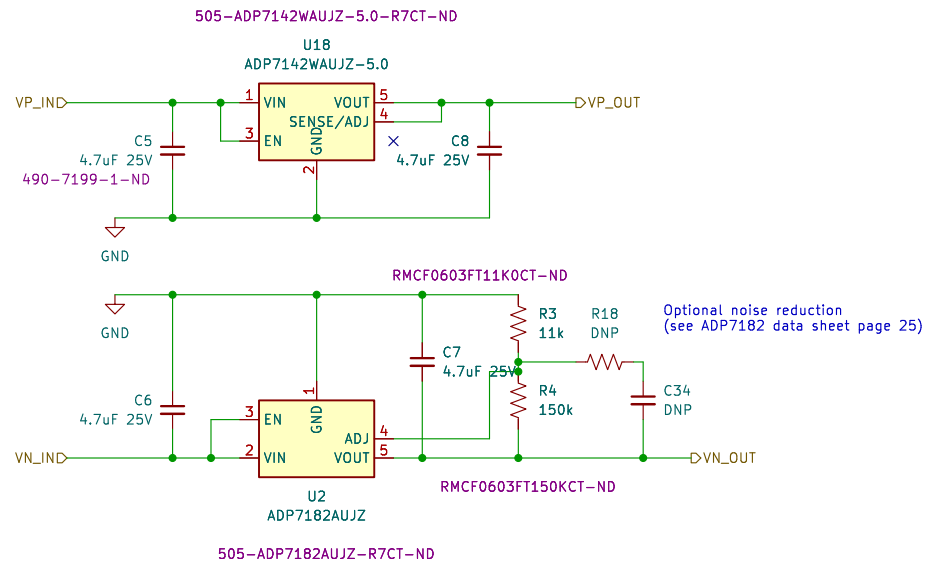 505-ADP7142WAUJZ-5.0-R7CT-ND
U18
ADP7142WAUJZ-5.0
VP_IN
1
VIN
VOUT
5
VP_OUT
SENSE/ADJ
4
3
EN
GND
2
C5
4.7uF 25V
490-7199-1-ND
C8
4.7uF 25V
GND
RMCF0603FT11K0CT-ND
GND
R3
11k
R18
DNP
Optional noise reduction
(see ADP7182 data sheet page 25)
C7
4.7uF 25V
R4
150k
C34
DNP
C6
4.7uF 25V
1
GND
3
EN
ADJ
4
VN_IN
2
VIN
VOUT
5
VN_OUT
U2
ADP7182AUJZ
RMCF0603FT150KCT-ND
505-ADP7182AUJZ-R7CT-ND